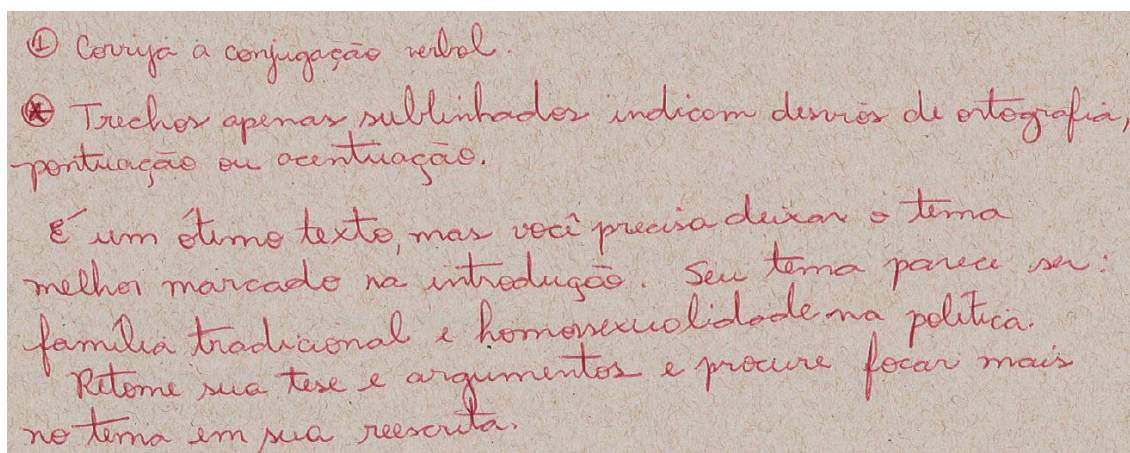 ① Corrija a conjugação verbal.
* Trechos apenas sublinhados indicam desvios de ortografia,
pontuação ou acentuação.
É um ótimo texto, mas você precisa deixar o tema
melhor marcado na introdução. Seu tema parece ser:
família tradicional e homossexualidade na política.
Retome sua tese e argumentos e procure focar mais
no tema em sua reescrita.